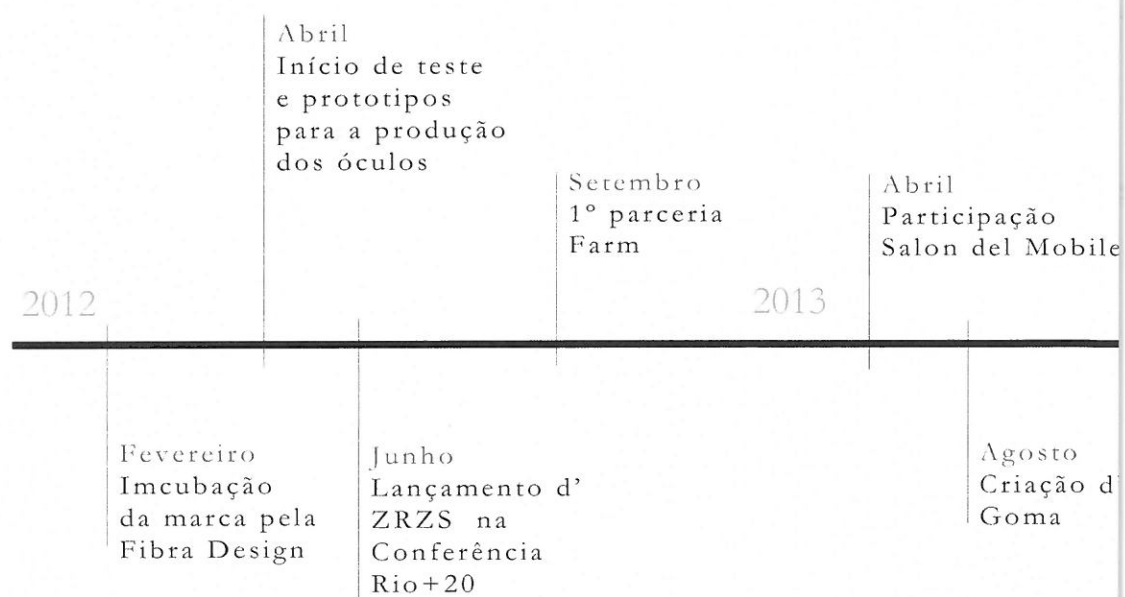 2012
Fevereiro
Imcubação
da marca pela
Fibra Design
Abril
Início de teste
e prototipos
para a produção
dos óculos
Junho
Lançamento d'
ZRZS na
Conferência
Rio+20
Setembro
1º parceria
Farm
2013
Abril
Participação
Salon del Mobile
Agosto
Criação d'
Goma